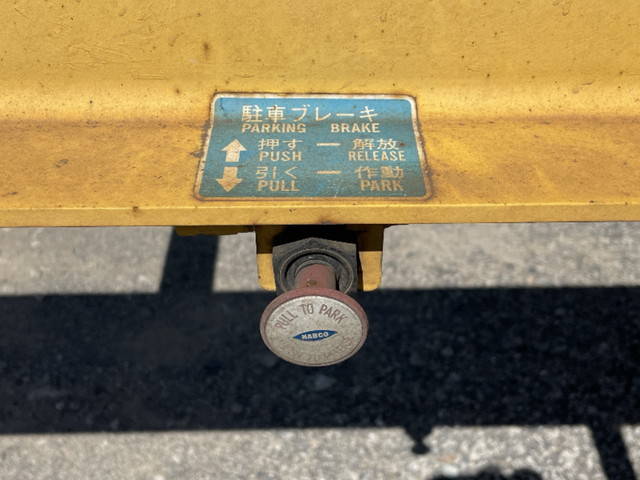 駐車ブレーキ
PARKING BRAKE
↑ 押す ー 解放
PUSH RELEASE
↓ 引く ー 作動
PULL PARK
PULL TO PARK
NABCO